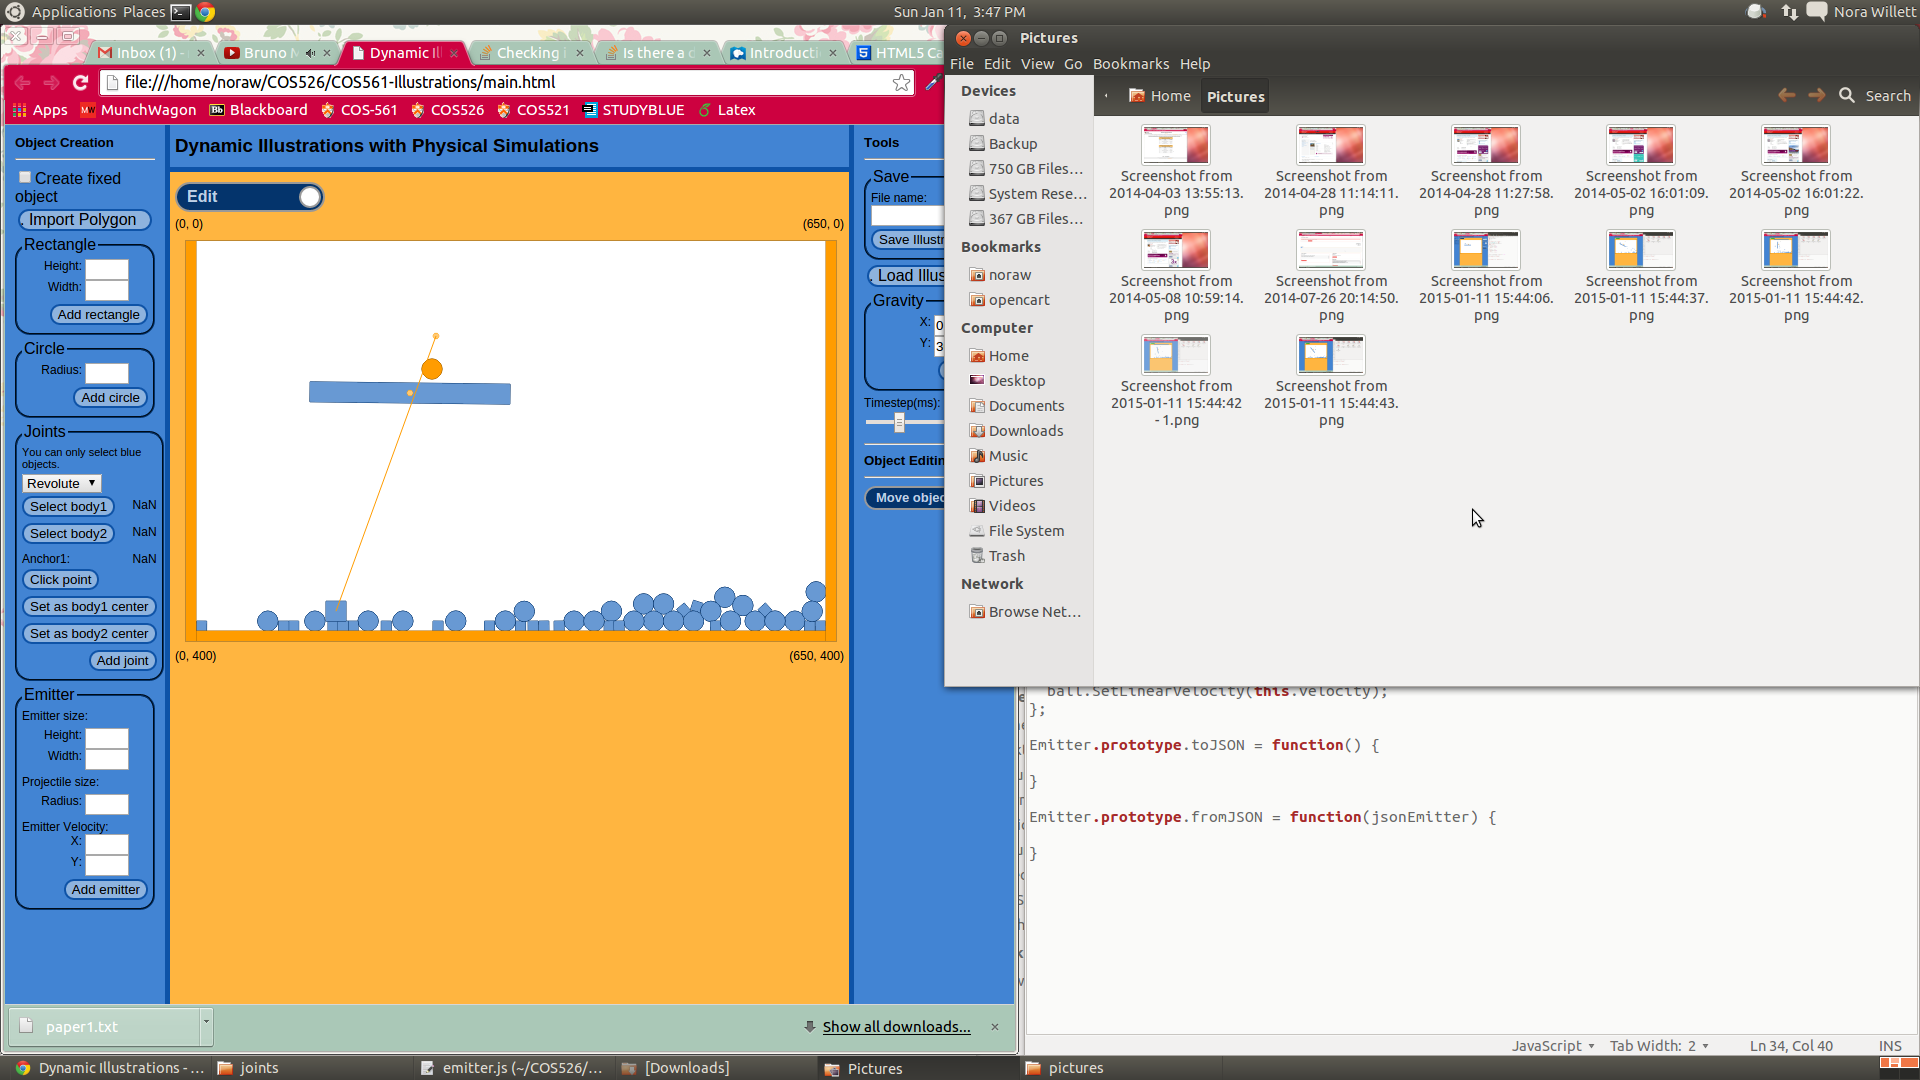 Applications Places
Sun Jan 11, 3:47 PM
Nora Willett
Inbox (1) -
Bruno M
Dynamic Il
Checking i
Is there a d
Introducti
HTML5 Ca
file:///home/noraw/COS526/COS561-Illustrations/main.html
Apps
MunchWagon
Blackboard
COS-561
COS526
COS521
STUDYBLUE
Latex
Object Creation
Create fixed
object
Import Polygon
Rectangle
Height:
Width:
Add rectangle
Circle
Radius:
Add circle
Joints
You can only select blue
objects.
Revolute
Select body1 NaN
Select body2 NaN
Anchor1: NaN
Click point
Set as body1 center
Set as body2 center
Add joint
Emitter
Emitter size:
Height:
Width:
Projectile size:
Radius:
Emitter Velocity:
X:
Y:
Add emitter
Dynamic Illustrations with Physical Simulations
Edit
(0, 0) (650, 0)
(0, 400) (650, 400)
Tools
Save
File name:
Save Illustr
Load Illus
Gravity
X: 0
Y: 3
Timestep(ms):
Object Editin
Move objec
Pictures
File Edit View Go Bookmarks Help
Home
Pictures
Search
Devices
data
Backup
750 GB Files...
System Rese...
367 GB Files...
Bookmarks
noraw
opencart
Computer
Home
Desktop
Documents
Downloads
Music
Pictures
Videos
File System
Trash
Network
Browse Net...
Screenshot from
2014-04-03 13:55:13.
png
Screenshot from
2014-04-28 11:14:11.
png
Screenshot from
2014-04-28 11:27:58.
png
Screenshot from
2014-05-02 16:01:09.
png
Screenshot from
2014-05-02 16:01:22.
png
Screenshot from
2014-05-08 10:59:14.
png
Screenshot from
2014-07-26 20:14:50.
png
Screenshot from
2015-01-11 15:44:06.
png
Screenshot from
2015-01-11 15:44:37.
png
Screenshot from
2015-01-11 15:44:42.
png
Screenshot from
2015-01-11 15:44:42
- 1.png
Screenshot from
2015-01-11 15:44:43.
png
ball.SetLinearVelocity(this.velocity);
};
Emitter.prototype.toJSON = function() {
}
Emitter.prototype.fromJSON = function(jsonEmitter) {
}
JavaScript Tab Width: 2 Ln 34, Col 40 INS
paper1.txt
Show all downloads...
Dynamic Illustrations - ...
joints
emitter.js (~/COS526/...
[Downloads]
Pictures
pictures